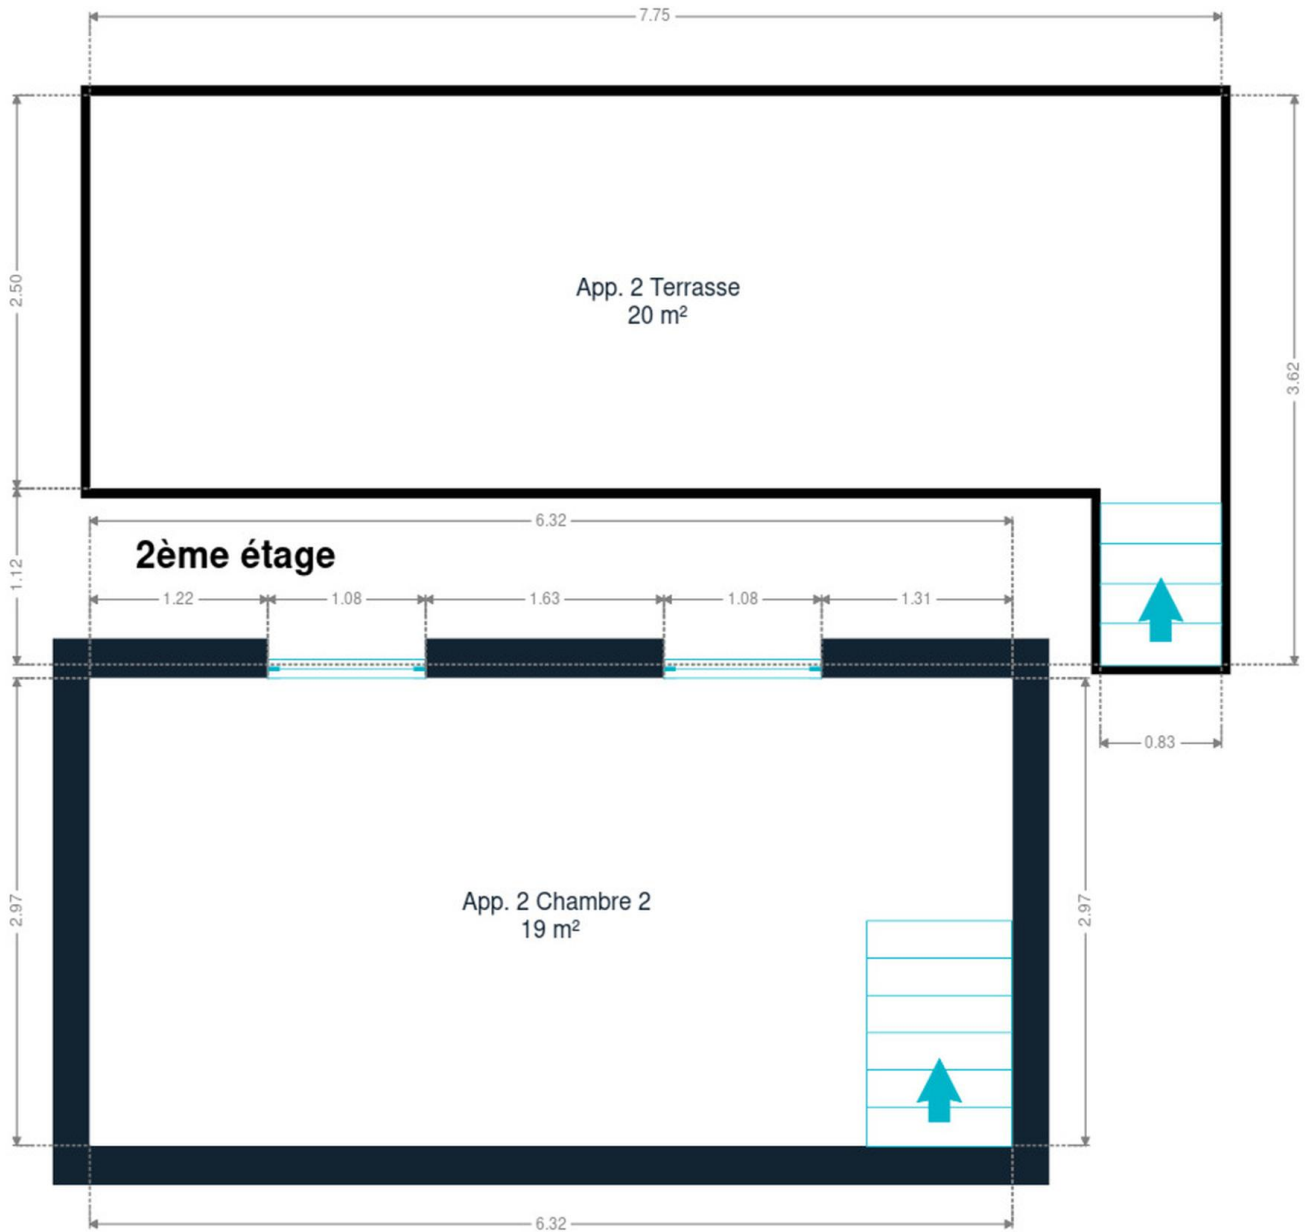 7.75
2.50
App. 2 Terrasse
20 m²
3.62
6.32
2ème étage
1.12
1.22
1.08
1.63
1.08
1.31
0.83
2.97
App. 2 Chambre 2
19 m²
2.97
6.32